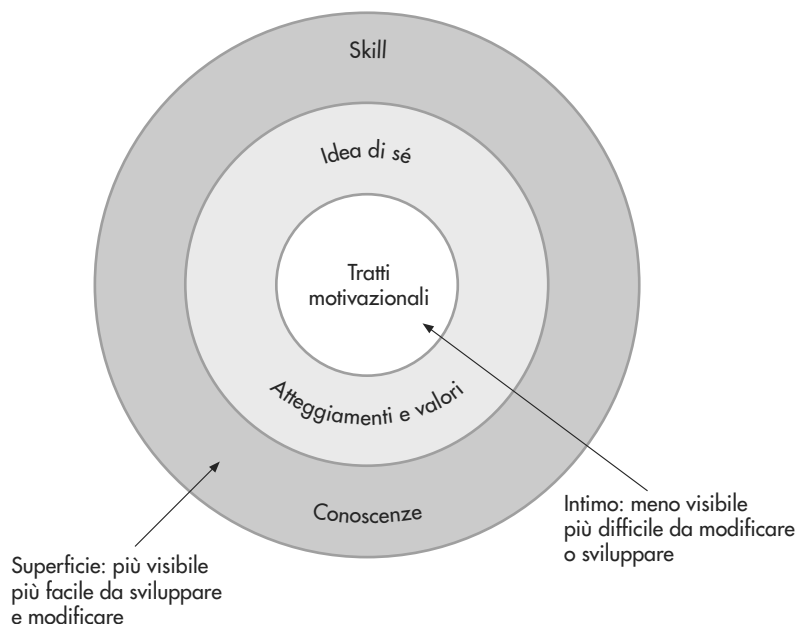 Skill
Idea di sé
Tratti
motivazionali
Atteggiamenti e valori
Conoscenze
Intimo: meno visibile
più difficile da modificare
o sviluppare
Superficie: più visibile
più facile da sviluppare
e modificare